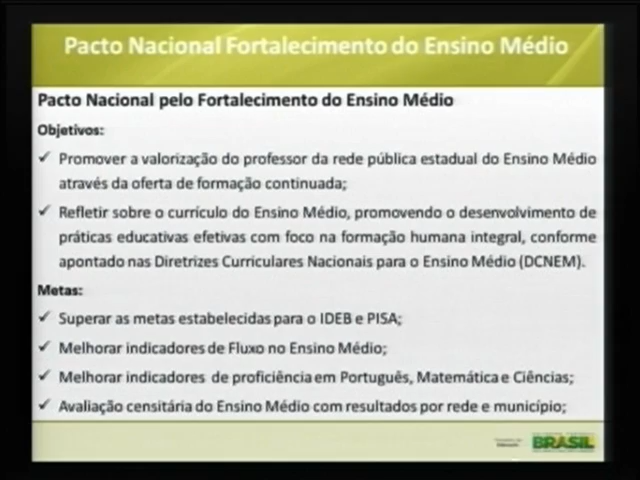 Pacto Nacional Fortalecimento do Ensino Médio
Pacto Nacional pelo Fortalecimento do Ensino Médio
Objetivos:
✓ Promover a valorização do professor da rede pública estadual do Ensino Médio
através da oferta de formação continuada;
✓ Refletir sobre o currículo do Ensino Médio, promovendo o desenvolvimento de
práticas educativas efetivas com foco na formação humana integral, conforme
apontado nas Diretrizes Curriculares Nacionais para o Ensino Médio (DCNEM).
Metas:
✓ Superar as metas estabelecidas para o IDEB e PISA;
✓ Melhorar indicadores de Fluxo no Ensino Médio;
✓ Melhorar indicadores de proficiência em Português, Matemática e Ciências;
✓ Avaliação censitária do Ensino Médio com resultados por rede e município;
BRASIL